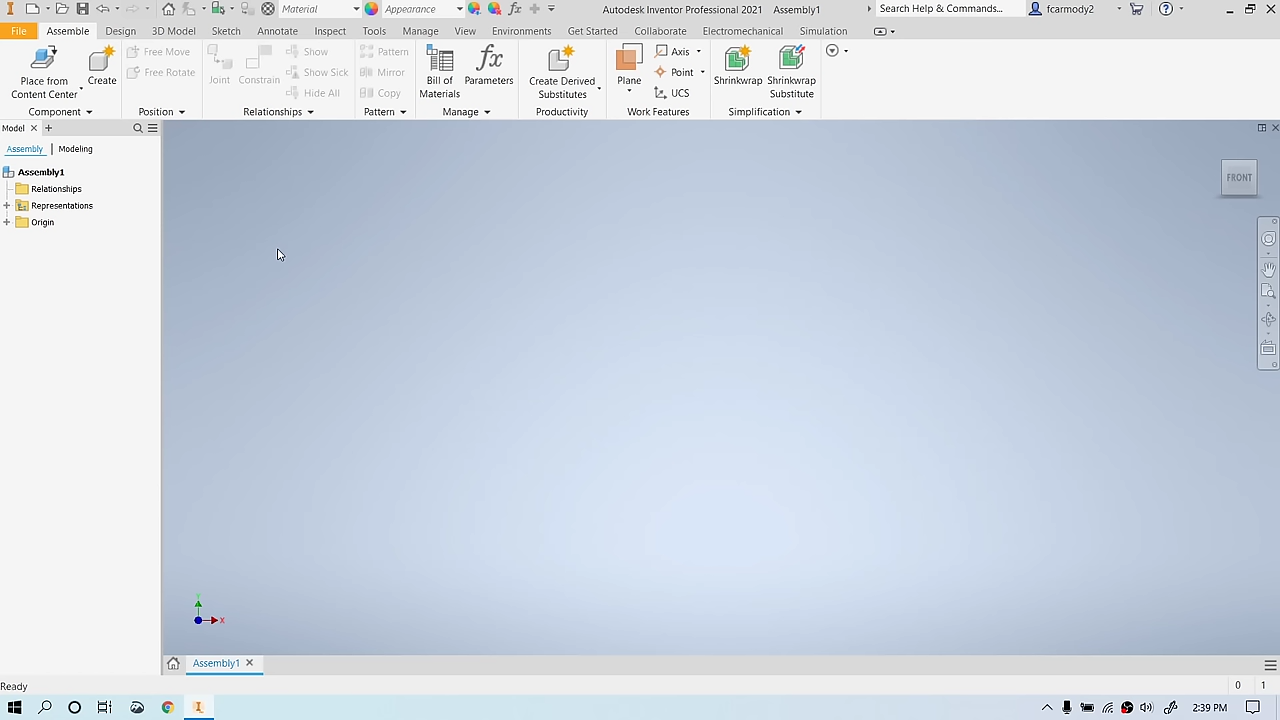 Material
Appearance
fx
Autodesk Inventor Professional 2021 Assembly1
Search Help & Commands...
fcarmody2
File Assemble Design 3D Model Sketch Annotate Inspect Tools Manage View Environments Get Started Collaborate Electromechanical Simulation
Place from
Content Center
Create
Free Move
Free Rotate
Joint
Constrain
Show
Show Sick
Hide All
Pattern
Mirror
Copy
Bill of
Materials
fx
Parameters
Create Derived
Substitutes
Plane
Axis
Point
UCS
Shrinkwrap
Shrinkwrap
Substitute
Component Position Relationships Pattern Manage Productivity Work Features Simplification
Model
Assembly | Modeling
Assembly1
Relationships
Representations
Origin
FRONT
Y
X
Assembly1
Ready
0 1
2:39 PM